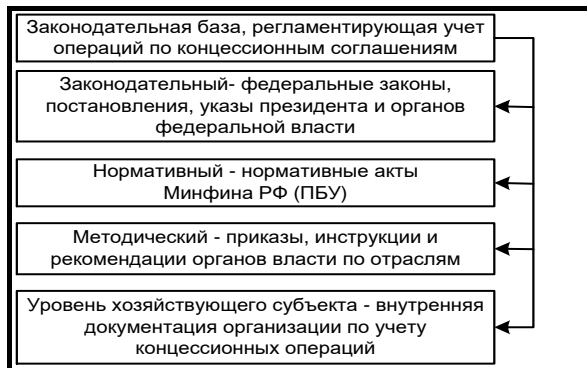 Законодательная база, регламентирующая учет
операций по концессионным соглашениям
Законодательный- федеральные законы,
постановления, указы президента и органов
федеральной власти
Нормативный - нормативные акты
Минфина РФ (ПБУ)
Методический - приказы, инструкции и
рекомендации органов власти по отраслям
Уровень хозяйствующего субъекта - внутренняя
документация организации по учету
концессионных операций